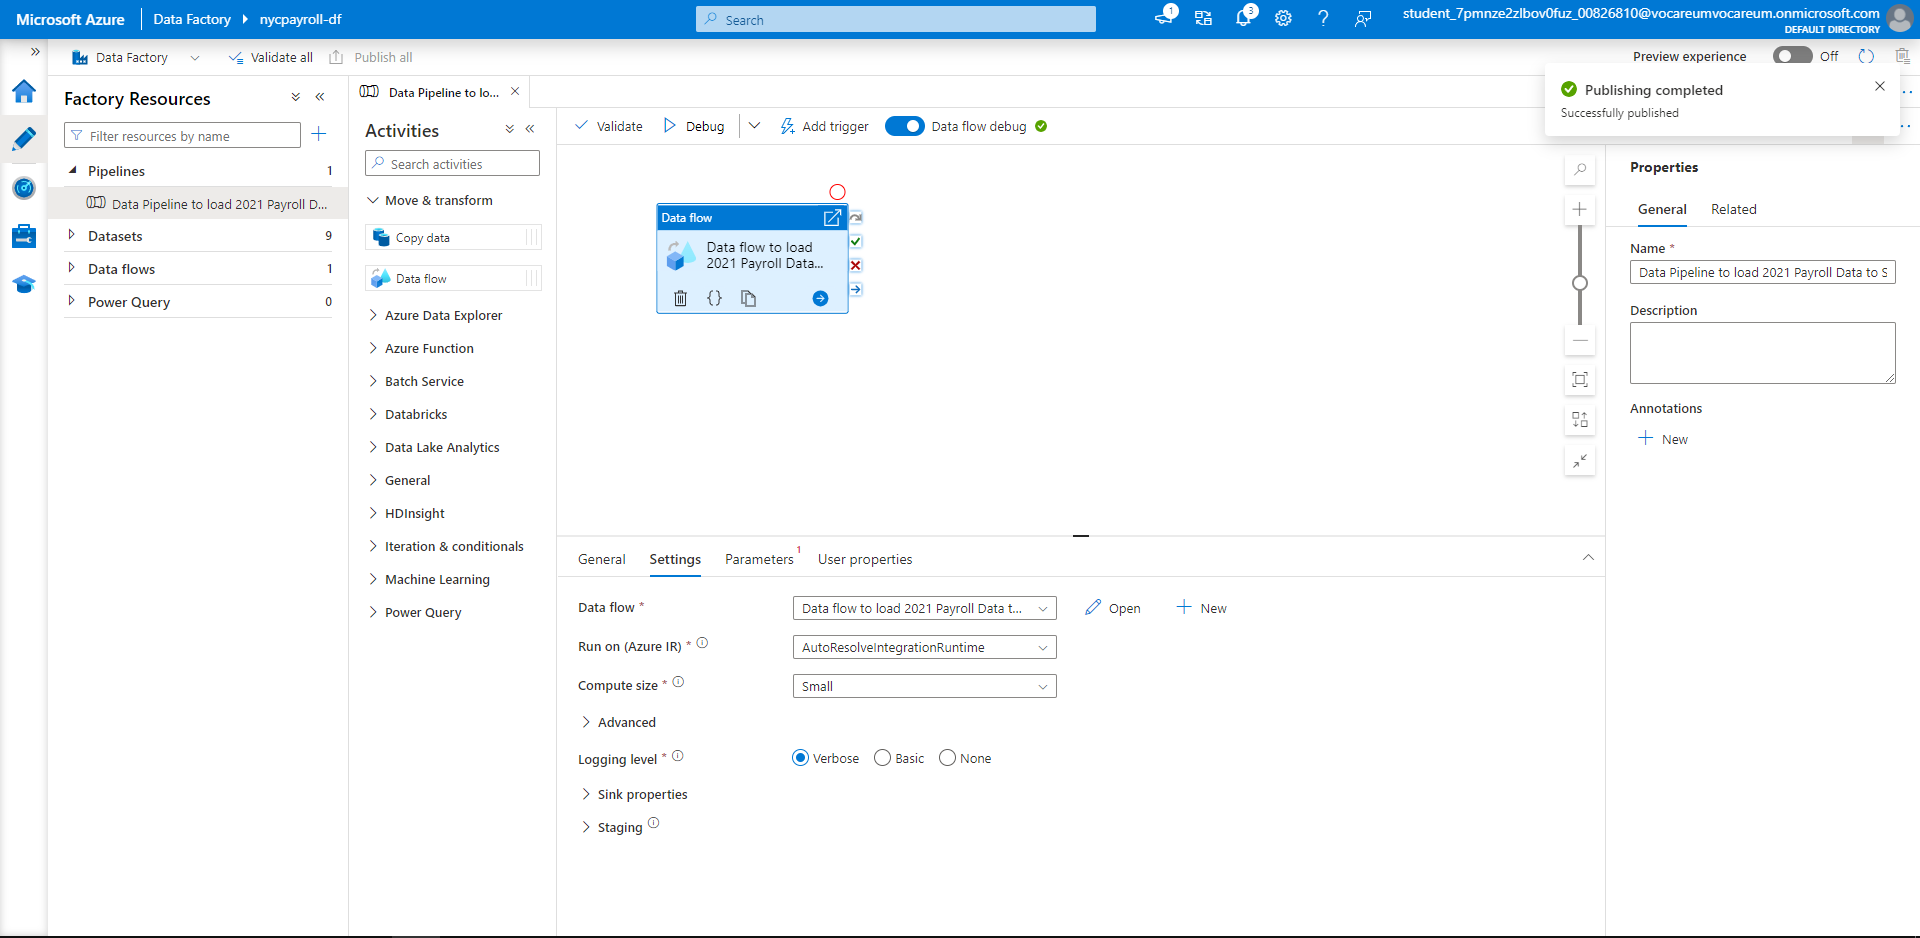 Microsoft Azure
Data Factory
nycpayroll-df
Search
1
3
student_7pmnze2zlbov0fuz_00826810@vocareumvocareum.onmicrosoft.com
DEFAULT DIRECTORY
Data Factory
Validate all
Publish all
Preview experience
Off
Publishing completed
Successfully published
Factory Resources
Filter resources by name
Pipelines 1
Data Pipeline to load 2021 Payroll D...
Datasets 9
Data flows 1
Power Query 0
Data Pipeline to lo...
Activities
Search activities
Move & transform
Copy data
Data flow
Azure Data Explorer
Azure Function
Batch Service
Databricks
Data Lake Analytics
General
HDInsight
Iteration & conditionals
Machine Learning
Power Query
Validate
Debug
Add trigger
Data flow debug
Data flow
Data flow to load
2021 Payroll Data...
{}
General
Settings
Parameters 1
User properties
Data flow *
Data flow to load 2021 Payroll Data t...
Open
New
Run on (Azure IR) *
AutoResolveIntegrationRuntime
Compute size *
Small
Advanced
Logging level *
Verbose
Basic
None
Sink properties
Staging
Properties
General
Related
Name *
Data Pipeline to load 2021 Payroll Data to S
Description
Annotations
New